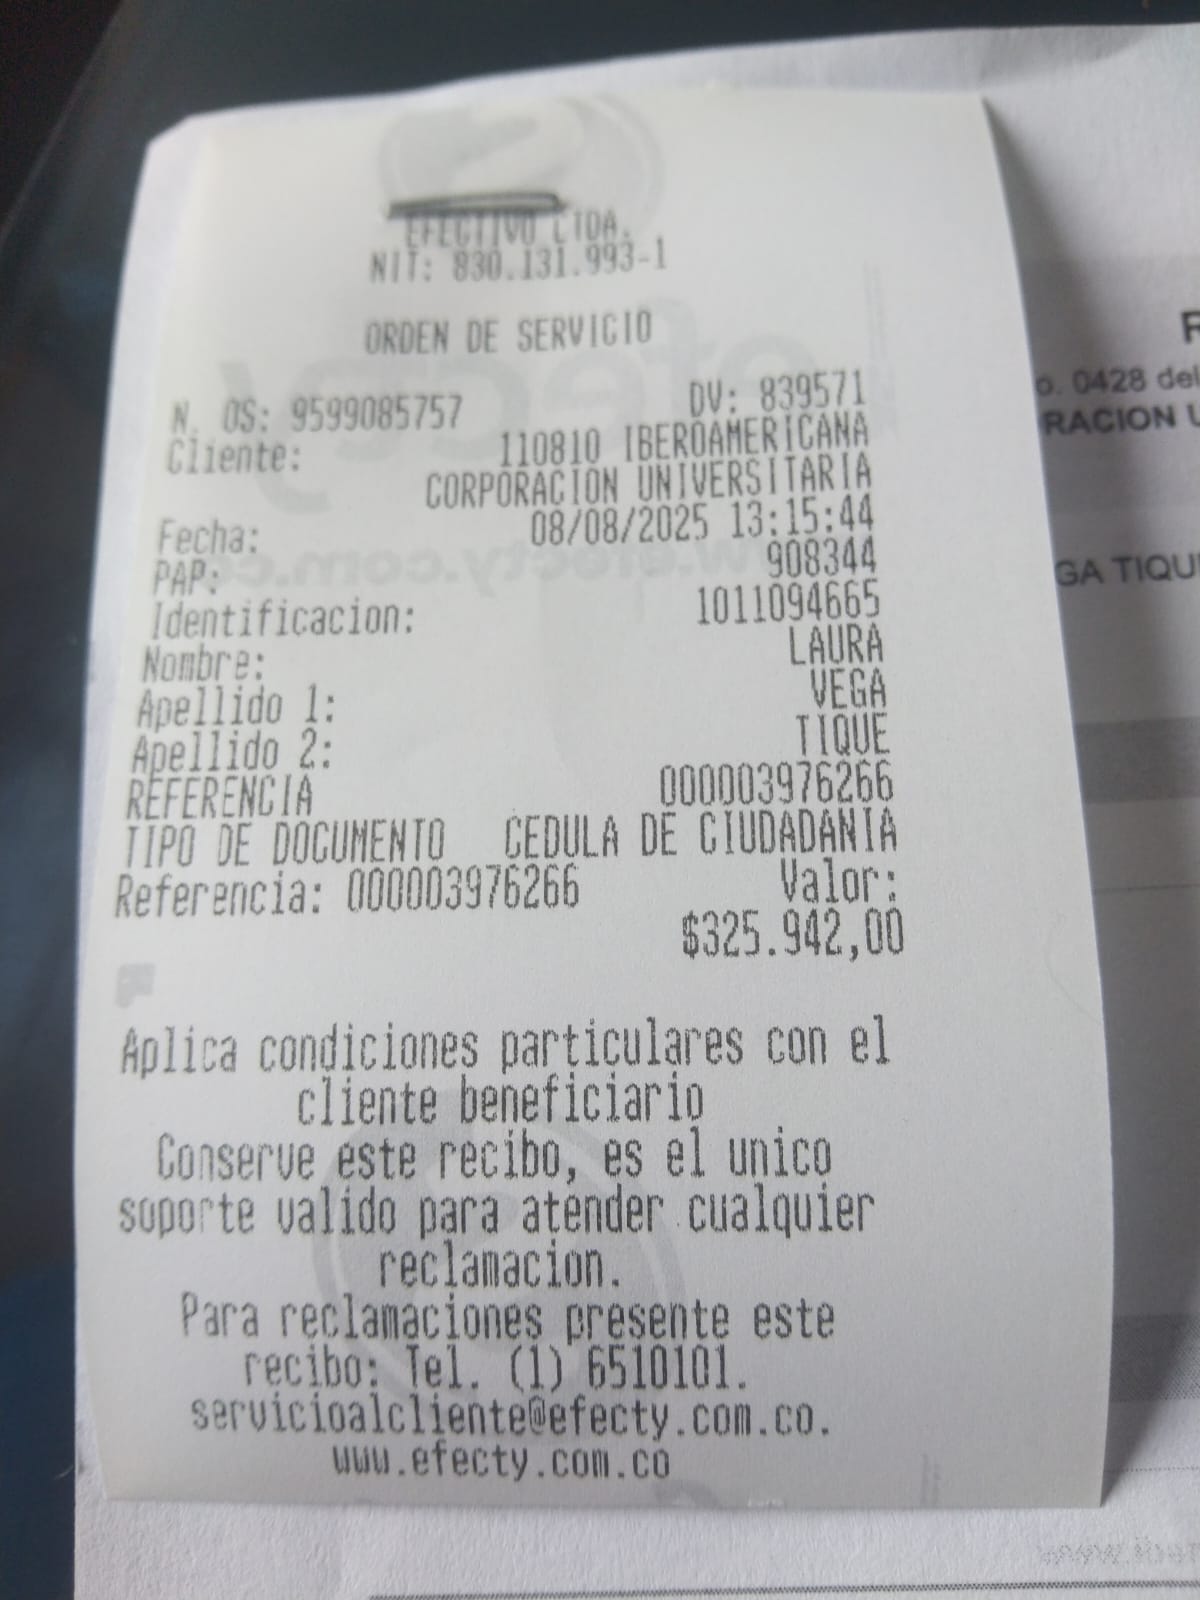 EFECTIVO LTDA.
NIT: 830.131.993-1
ORDEN DE SERVICIO
N. OS: 9599085757 DV: 839571
Cliente: 110810 IBEROAMERICANA
CORPORACION UNIVERSITARIA
Fecha: 08/08/2025 13:15:44
PAP: 908344
Identificacion: 1011094665
Nombre: LAURA
Apellido 1: VEGA
Apellido 2: TIQUE
REFERENCIA 000003976266
TIPO DE DOCUMENTO CEDULA DE CIUDADANIA
Referencia: 000003976266 Valor:
$325.942,00
Aplica condiciones particulares con el
cliente beneficiario
Conserve este recibo, es el unico
soporte valido para atender cualquier
reclamacion.
Para reclamaciones presente este
recibo: Tel. (1) 6510101.
servicioalcliente@efecty.com.co.
www.efecty.com.co
o. 0428 del
RACION U
GA TIQU